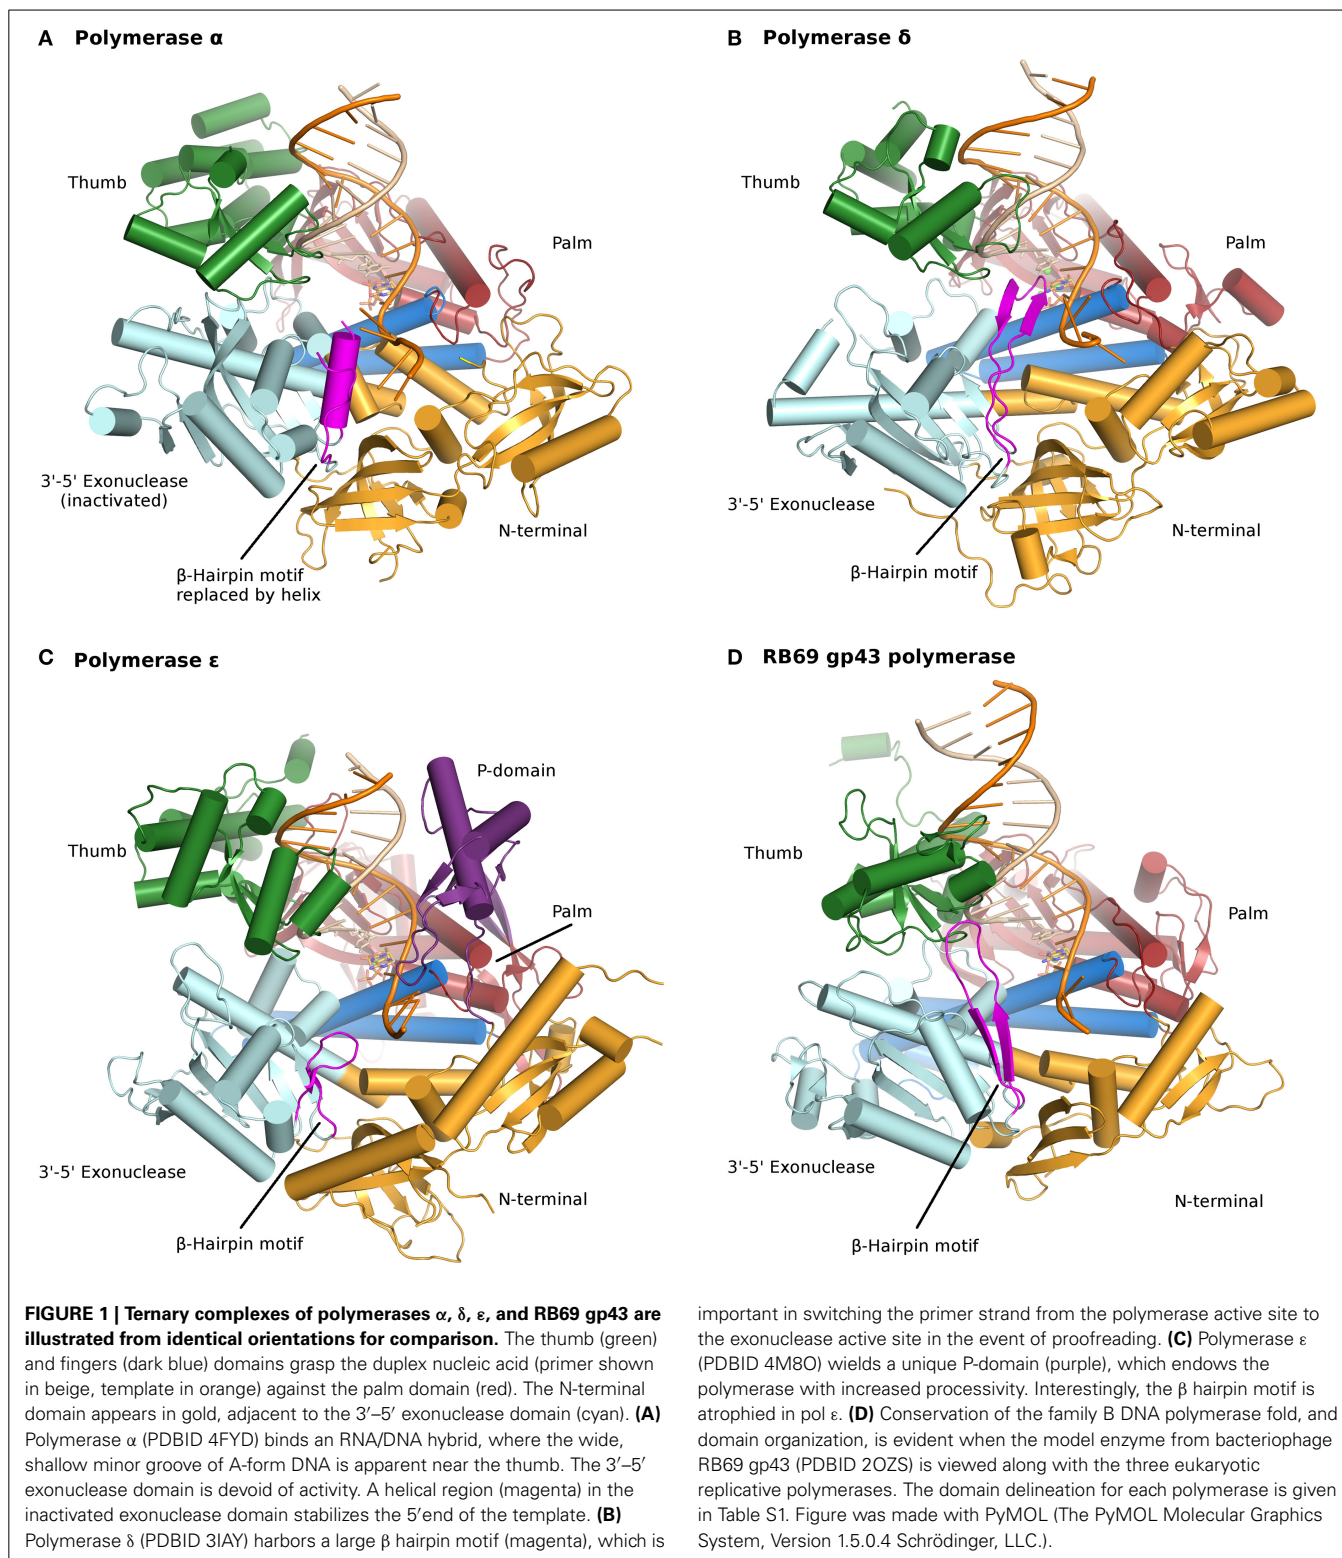 A Polymerase α
Thumb
Palm
3'-5' Exonuclease
(inactivated)
N-terminal
β-Hairpin motif
replaced by helix
B Polymerase δ
Thumb
Palm
3'-5' Exonuclease
N-terminal
β-Hairpin motif
C Polymerase ε
P-domain
Thumb
Palm
3'-5' Exonuclease
N-terminal
β-Hairpin motif
D RB69 gp43 polymerase
Thumb
Palm
3'-5' Exonuclease
N-terminal
β-Hairpin motif
FIGURE 1 | Ternary complexes of polymerases α, δ, ε, and RB69 gp43 are
illustrated from identical orientations for comparison. The thumb (green)
and fingers (dark blue) domains grasp the duplex nucleic acid (primer shown
in beige, template in orange) against the palm domain (red). The N-terminal
domain appears in gold, adjacent to the 3′–5′ exonuclease domain (cyan). (A)
Polymerase α (PDBID 4FYD) binds an RNA/DNA hybrid, where the wide,
shallow minor groove of A-form DNA is apparent near the thumb. The 3′–5′
exonuclease domain is devoid of activity. A helical region (magenta) in the
inactivated exonuclease domain stabilizes the 5′end of the template. (B)
Polymerase δ (PDBID 3IAY) harbors a large β hairpin motif (magenta), which is
important in switching the primer strand from the polymerase active site to
the exonuclease active site in the event of proofreading. (C) Polymerase ε
(PDBID 4M8O) wields a unique P-domain (purple), which endows the
polymerase with increased processivity. Interestingly, the β hairpin motif is
atrophied in pol ε. (D) Conservation of the family B DNA polymerase fold, and
domain organization, is evident when the model enzyme from bacteriophage
RB69 gp43 (PDBID 2OZS) is viewed along with the three eukaryotic
replicative polymerases. The domain delineation for each polymerase is given
in Table S1. Figure was made with PyMOL (The PyMOL Molecular Graphics
System, Version 1.5.0.4 Schrödinger, LLC.).